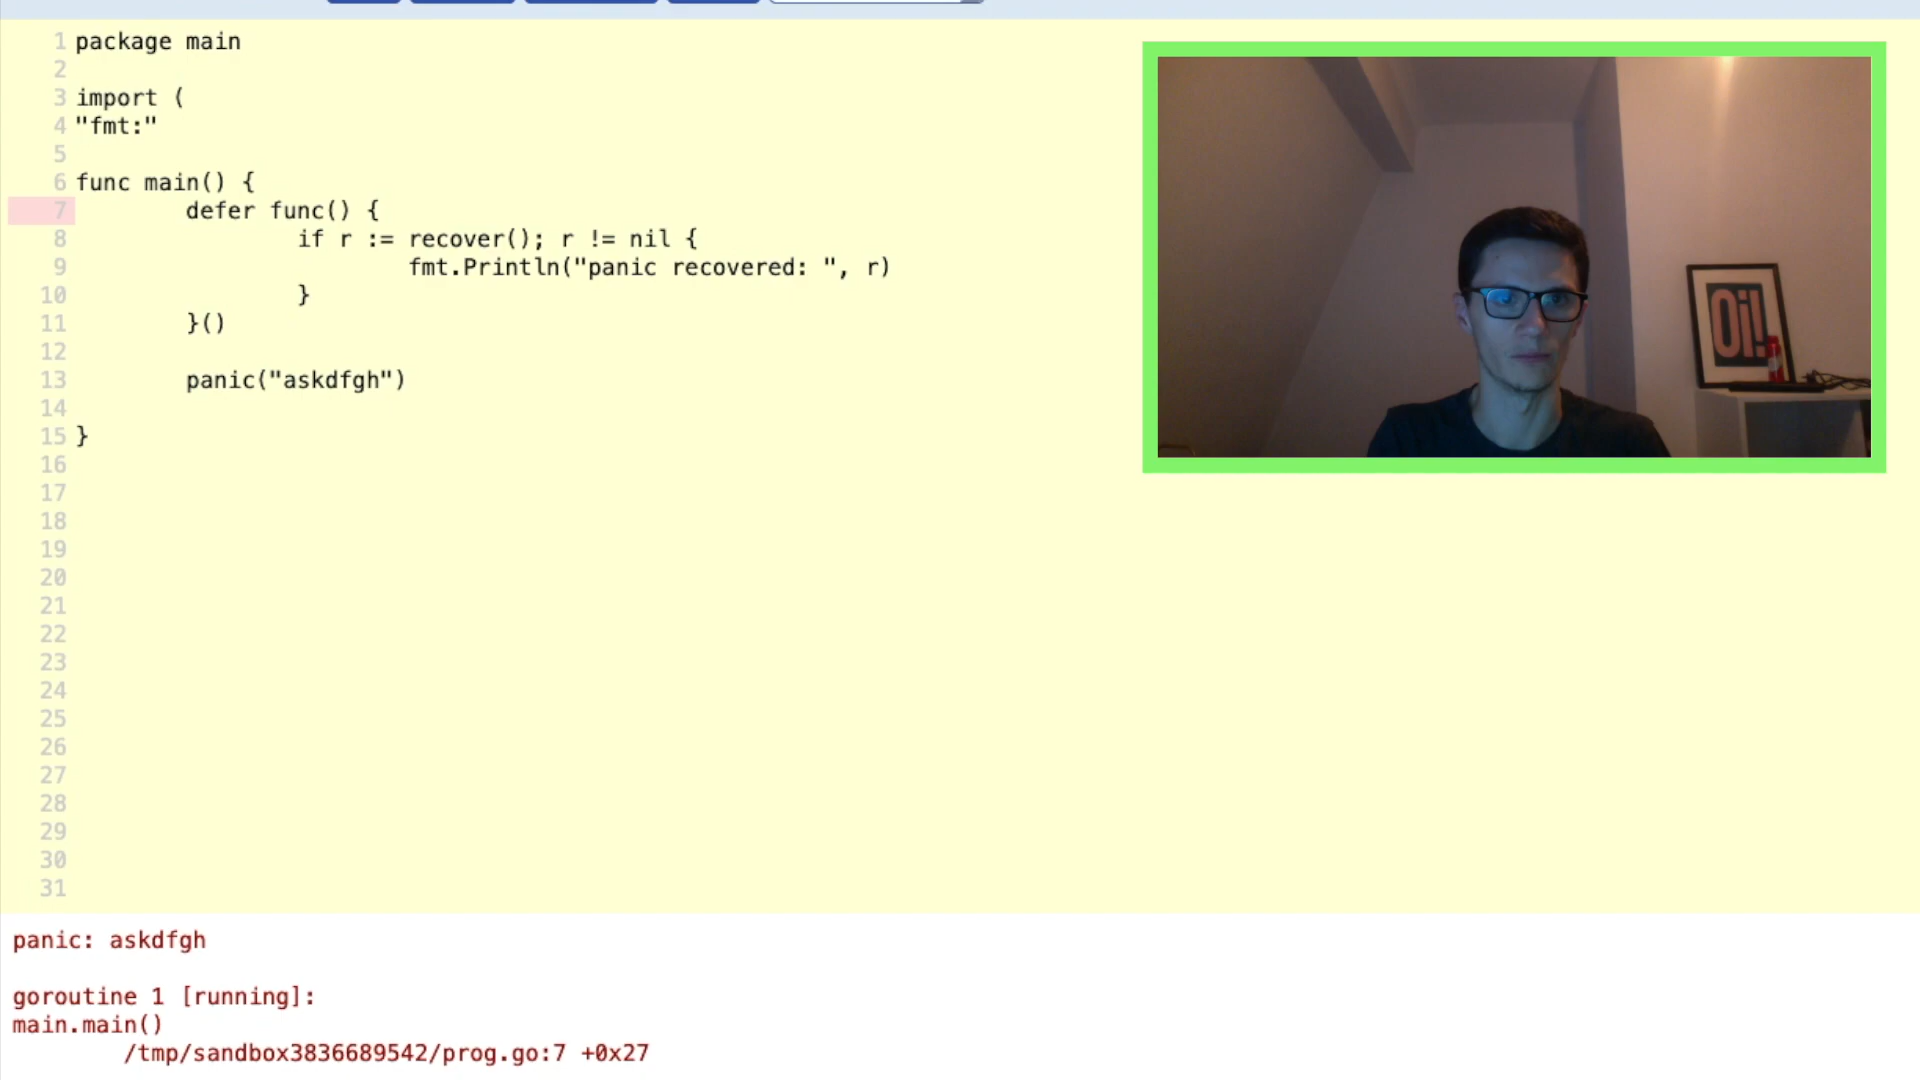 1 package main
2
3 import (
4 "fmt:"
5
6 func main() {
7 defer func() {
8 if r := recover(); r != nil {
9 fmt.Println("panic recovered: ", r)
10 }
11 }()
12
13 panic("askdfgh")
14
15 }
16
17
18
19
20
21
22
23
24
25
26
27
28
29
30
31
Oi!
panic: askdfgh
goroutine 1 [running]:
main.main()
/tmp/sandbox3836689542/prog.go:7 +0x27